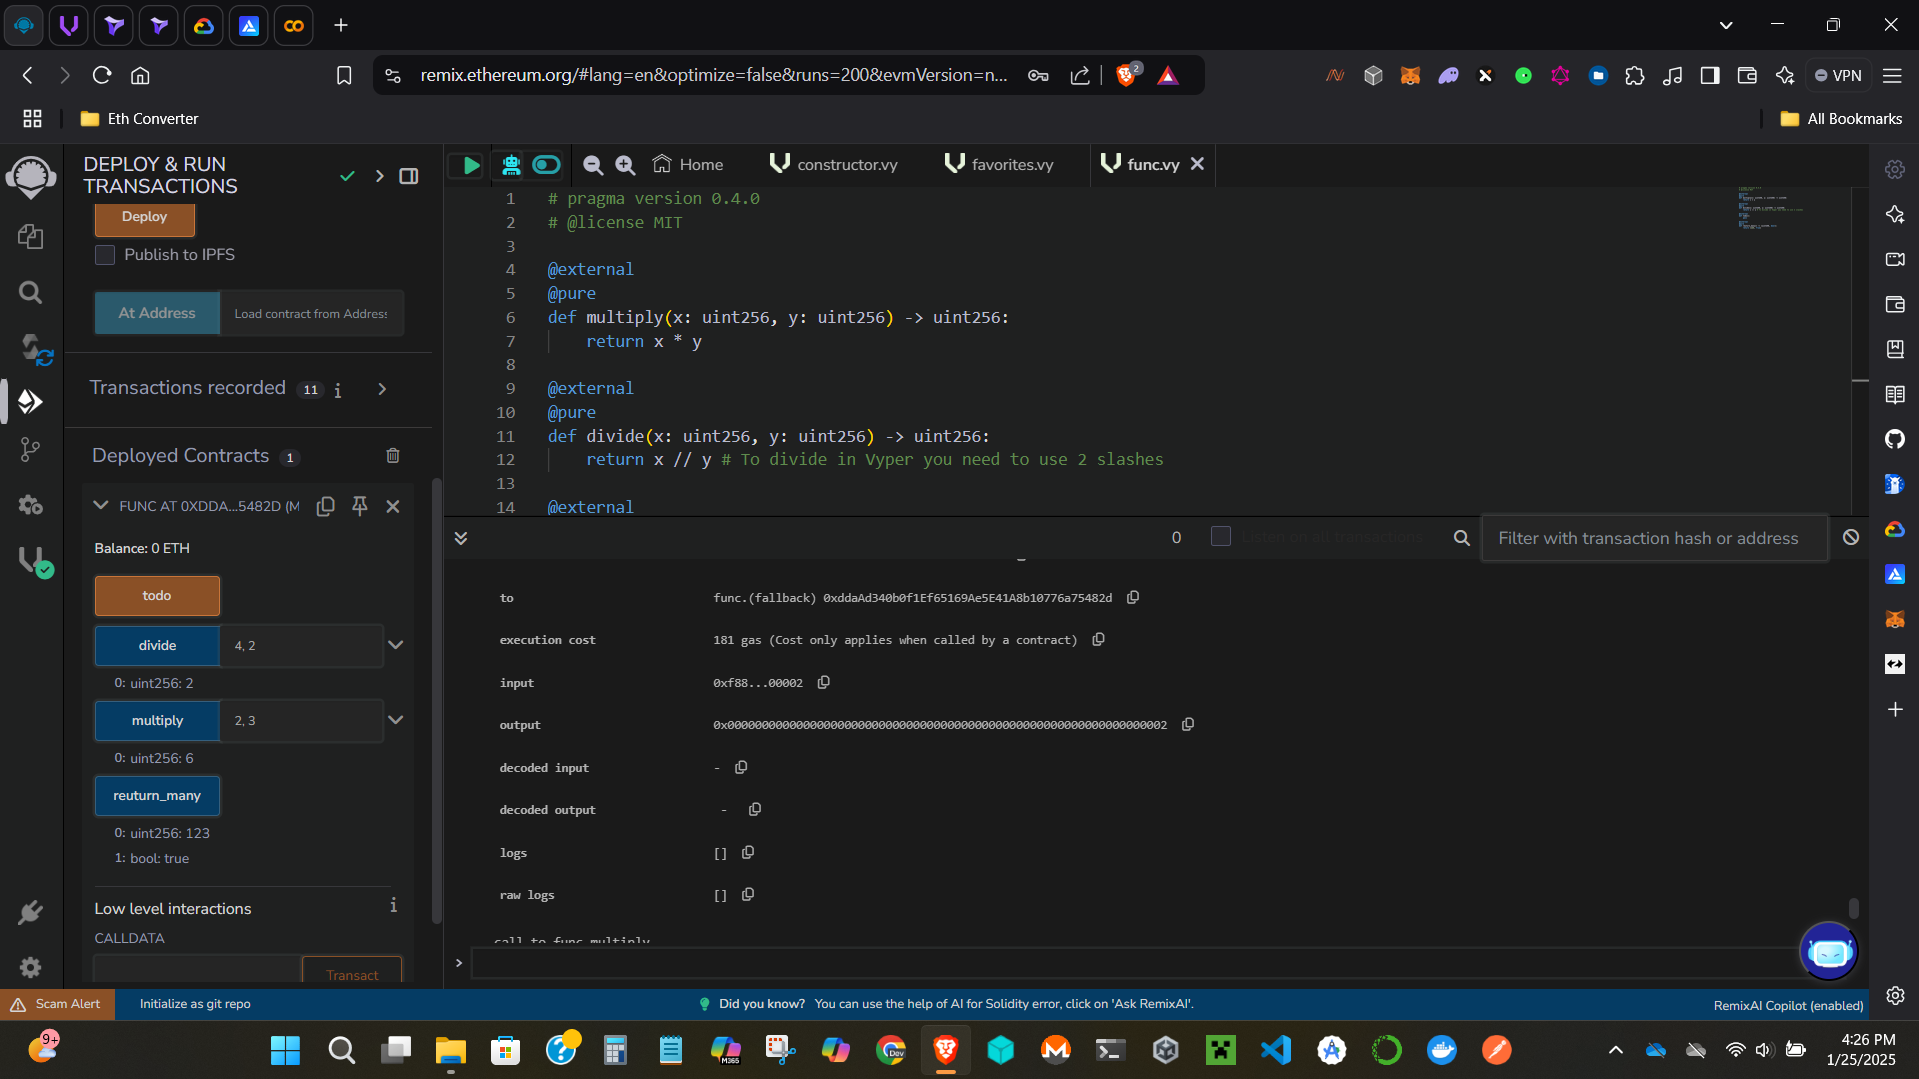 remix.ethereum.org/#lang=en&optimize=false&runs=200&evmVersion=n...
2
VPN
Eth Converter
All Bookmarks
DEPLOY & RUN
TRANSACTIONS
Deploy
Publish to IPFS
At Address
Load contract from Address
Transactions recorded 11 i
Deployed Contracts 1
FUNC AT 0XDDA...5482D (M
Balance: 0 ETH
todo
divide
4, 2
0: uint256: 2
multiply
2, 3
0: uint256: 6
reuturn_many
0: uint256: 123
1: bool: true
Low level interactions
i
CALLDATA
Transact
Home
constructor.vy
favorites.vy
func.vy
1 # pragma version 0.4.0
2 # @license MIT
3
4 @external
5 @pure
6 def multiply(x: uint256, y: uint256) -> uint256:
7 return x * y
8
9 @external
10 @pure
11 def divide(x: uint256, y: uint256) -> uint256:
12 return x // y # To divide in Vyper you need to use 2 slashes
13
14 @external
0
Listen on all transactions
Filter with transaction hash or address
to func.(fallback) 0xddaAd340b0f1Ef65169Ae5E41A8b10776a75482d
execution cost 181 gas (Cost only applies when called by a contract)
input 0xf88...00002
output 0x0000000000000000000000000000000000000000000000000000000000000002
decoded input -
decoded output -
logs []
raw logs []
call to func.multiply
>
Scam Alert
Initialize as git repo
Did you know? You can use the help of AI for Solidity error, click on 'Ask RemixAI'.
RemixAI Copilot (enabled)
9+
M365
Dev
4:26 PM
1/25/2025